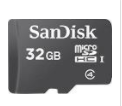 SanDisk
32GB micro
SD HC I
4